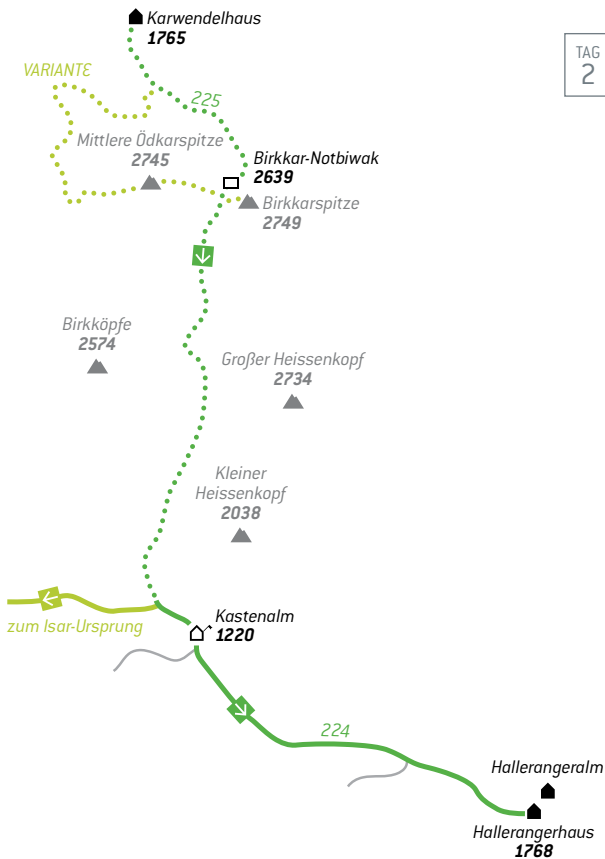 Karwendelhaus
1765
TAG
2
VARIANTE
225
Mittlere Ödkarspitze
2745
Birkkar-Notbiwak
2639
Birkkarspitze
2749
Birkköpfe
2574
Großer Heissenkopf
2734
Kleiner
Heissenkopf
2038
zum Isar-Ursprung
Kastenalm
1220
224
Hallerangeralm
Hallerangerhaus
1768